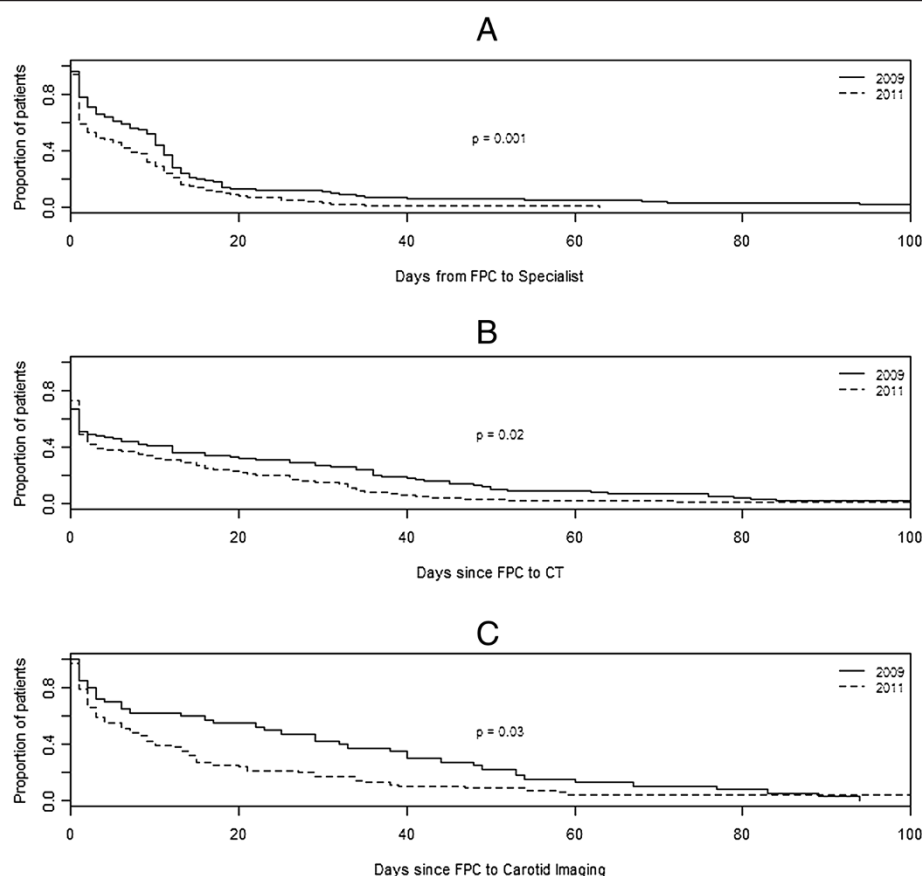 A
Proportion of patients
0.0 0.4 0.8
2009
2011
p = 0.001
0 20 40 60 80 100
Days from FPC to Specialist
B
Proportion of patients
0.0 0.4 0.8
2009
2011
p = 0.02
0 20 40 60 80 100
Days since FPC to CT
C
Proportion of patients
0.0 0.4 0.8
2009
2011
p = 0.03
0 20 40 60 80 100
Days since FPC to Carotid Imaging